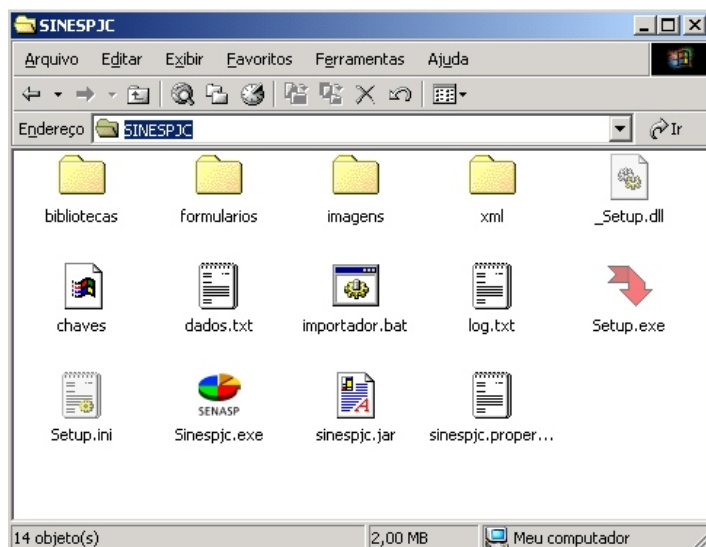 SINESPJC
Arquivo Editar Exibir Favoritos Ferramentas Ajuda
Endereço SINESPJC Ir
bibliotecas formularios imagens xml _Setup.dll
chaves dados.txt importador.bat log.txt Setup.exe
SENASP
Setup.ini Sinespjc.exe sinespjc.jar sinespjc.proper...
14 objeto(s) 2,00 MB Meu computador